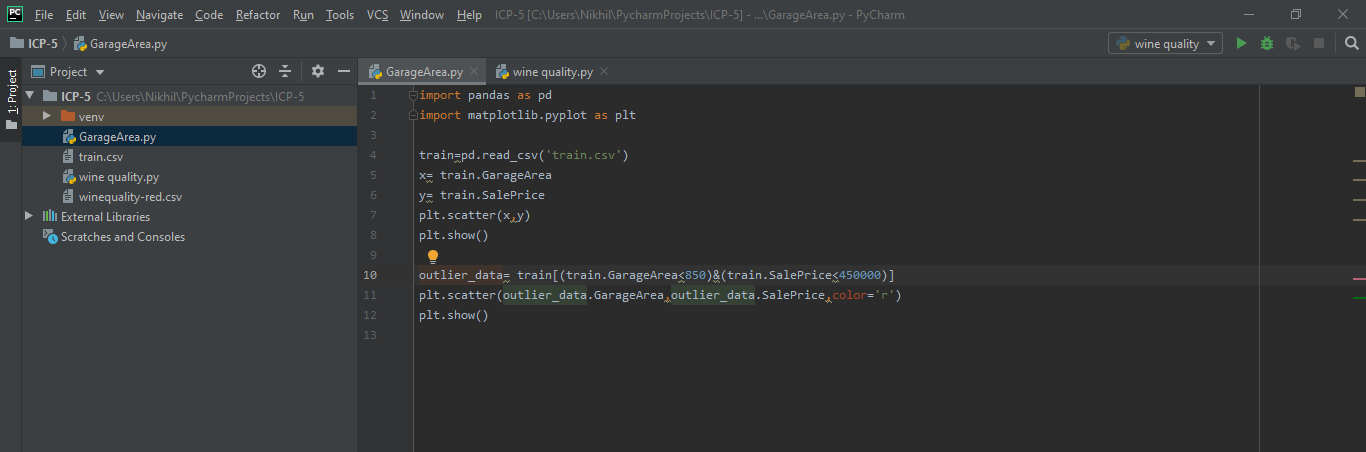 PC File Edit View Navigate Code Refactor Run Tools VCS Window Help ICP-5 [C:\Users\Nikhil\PycharmProjects\ICP-5] - ...\GarageArea.py - PyCharm
ICP-5 GarageArea.py wine quality
1: Project
Project
ICP-5 C:\Users\Nikhil\PycharmProjects\ICP-5
venv
GarageArea.py
train.csv
wine quality.py
winequality-red.csv
External Libraries
Scratches and Consoles
GarageArea.py wine quality.py
1 import pandas as pd
2 import matplotlib.pyplot as plt
3
4 train=pd.read_csv('train.csv')
5 x= train.GarageArea
6 y= train.SalePrice
7 plt.scatter(x,y)
8 plt.show()
9
10 outlier_data= train[(train.GarageArea<850)&(train.SalePrice<450000)]
11 plt.scatter(outlier_data.GarageArea,outlier_data.SalePrice,color='r')
12 plt.show()
13